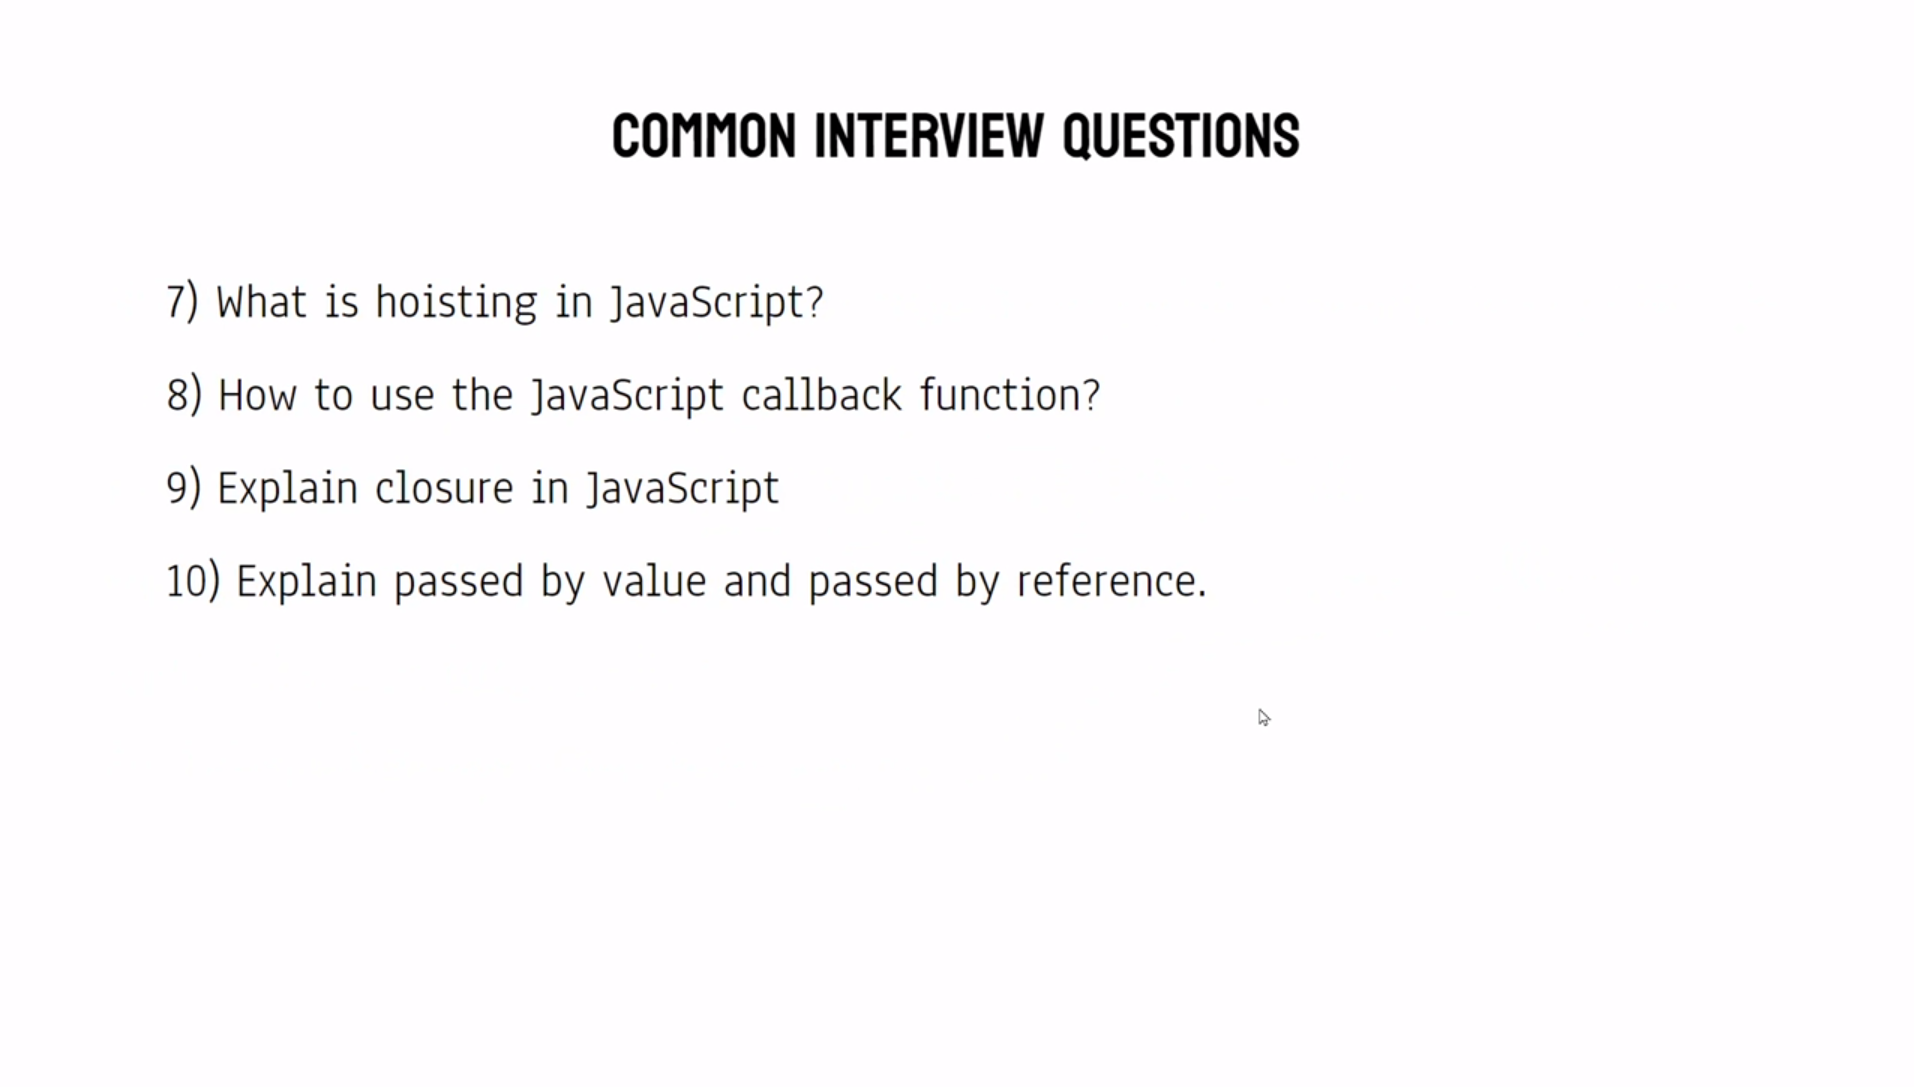 COMMON INTERVIEW QUESTIONS
7) What is hoisting in JavaScript?
8) How to use the JavaScript callback function?
9) Explain closure in JavaScript
10) Explain passed by value and passed by reference.